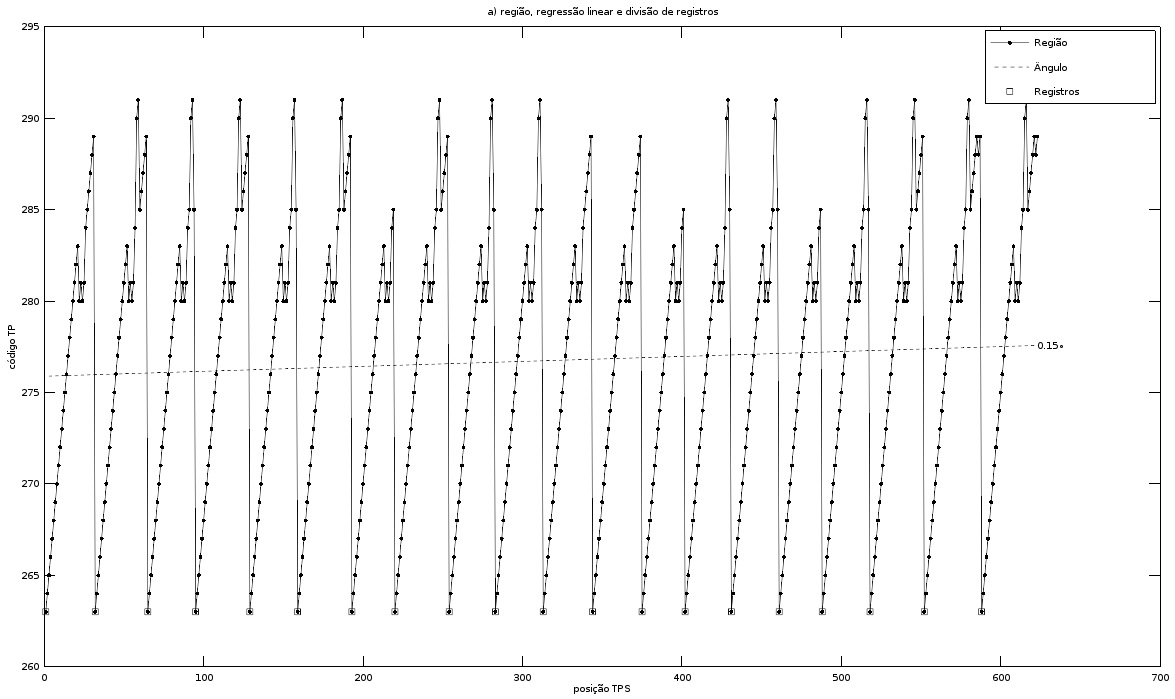 a) região, regressão linear e divisão de registros
295
290
285
280
275
270
265
260
código TP
Região
Ângulo
Registros
0.15°
0
100
200
300
400
500
600
700
posição TPS